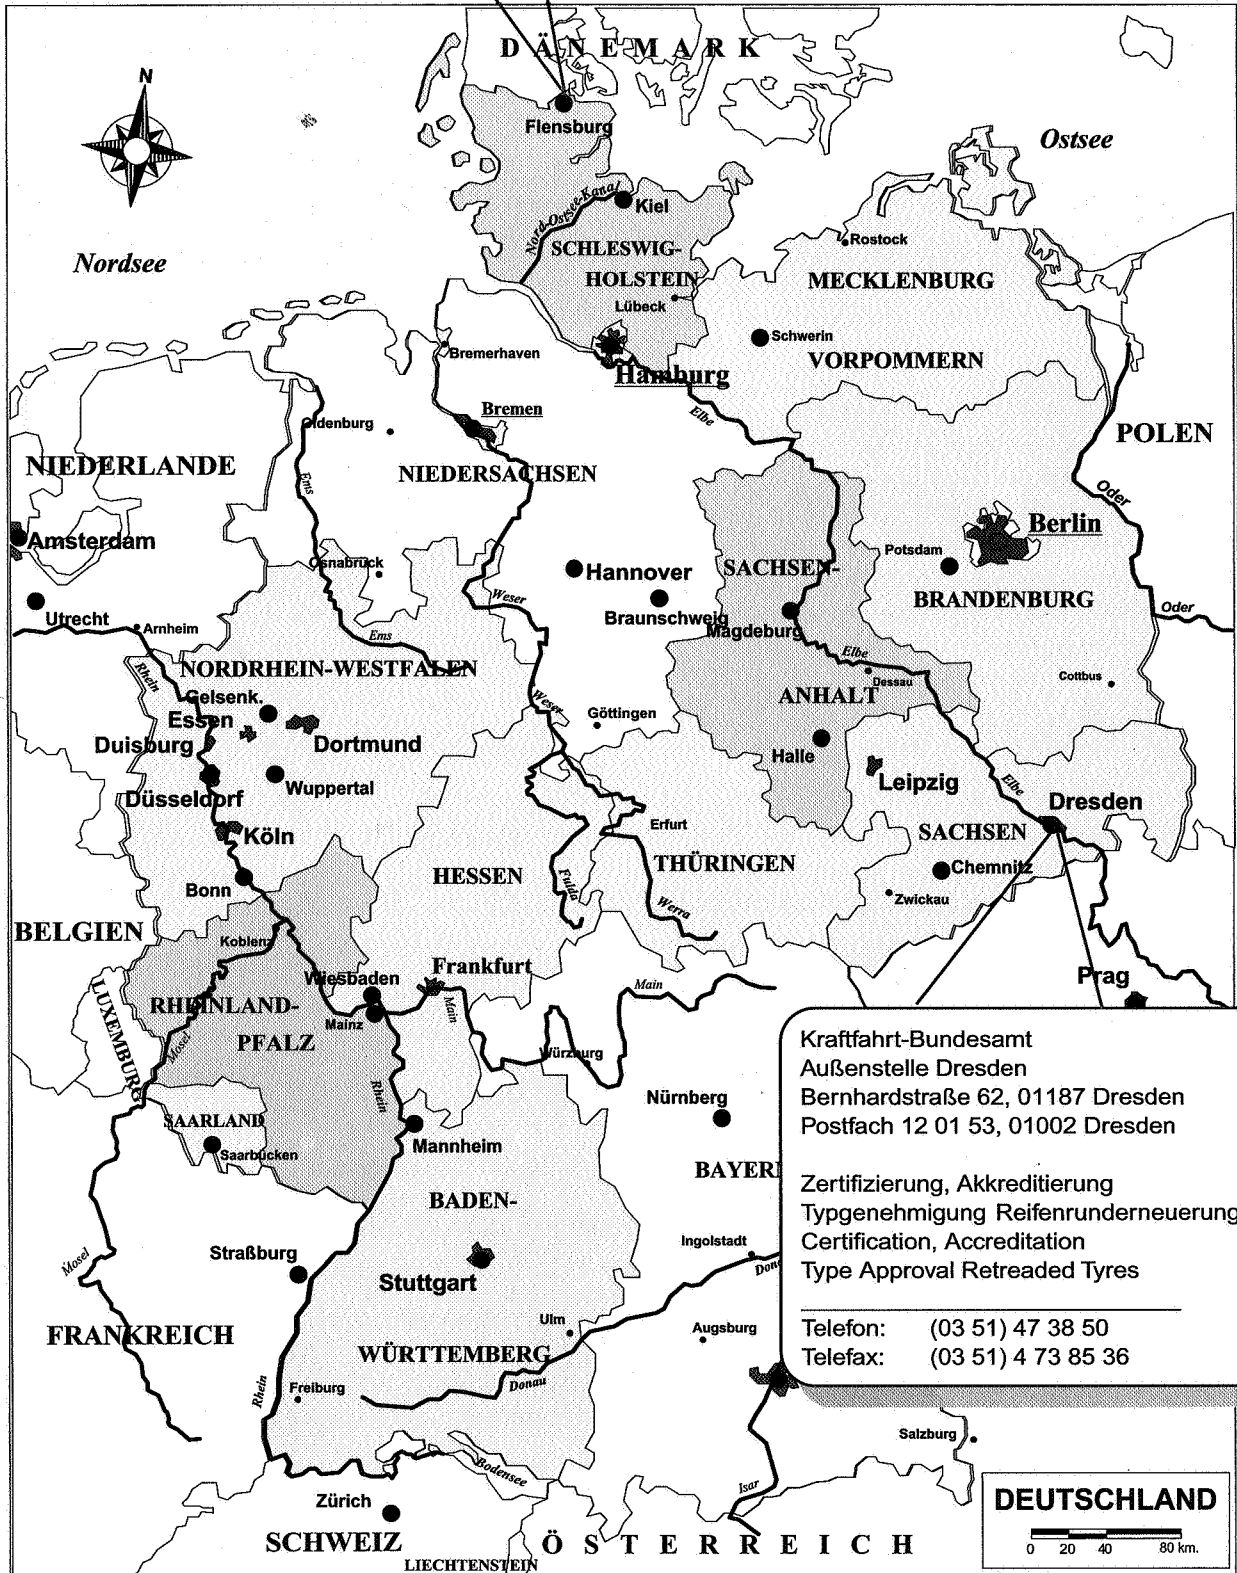 DÄNEMARK
N
Flensburg
Ostsee
Nord-Ostsee-Kanal
Kiel
Rostock
SCHLESWIG-
HOLSTEIN
Nordsee
MECKLENBURG
Lübeck
Schwerin
Bremerhaven
VORPOMMERN
Hamburg
Elbe
Bremen
Oldenburg
POLEN
NIEDERLANDE
NIEDERSACHSEN
Ems
Oder
Berlin
Amsterdam
Potsdam
Osnabrück
Hannover
SACHSEN-
Weser
BRANDENBURG
Utrecht
Arnheim
Braunschweig
Magdeburg
Oder
Ems
Elbe
NORDRHEIN-WESTFALEN
Rhein
Dessau
Cottbus
Gelsenk.
Weser
ANHALT
Essen
Göttingen
Duisburg
Dortmund
Halle
Wuppertal
Leipzig
Elbe
Düsseldorf
Dresden
Köln
Erfurt
SACHSEN
THÜRINGEN
HESSEN
Chemnitz
Bonn
Fulda
Zwickau
Werra
BELGIEN
Koblenz
Frankfurt
Prag
Wiesbaden
Main
LUXEMBURG
RHEINLAND-
Main
Mainz
PFALZ
Mosel
Würzburg
Rhein
Nürnberg
SAARLAND
Mannheim
Saarbücken
BAYER
BADEN-
Straßburg
Ingolstadt
Mosel
Stuttgart
Ulm
Augsburg
FRANKREICH
WÜRTTEMBERG
Donau
Freiburg
Rhein
Kraftfahrt-Bundesamt
Außenstelle Dresden
Bernhardstraße 62, 01187 Dresden
Postfach 12 01 53, 01002 Dresden
Zertifizierung, Akkreditierung
Typgenehmigung Reifenrunderneuerung
Certification, Accreditation
Type Approval Retreaded Tyres
Telefon: (03 51) 47 38 50
Telefax: (03 51) 4 73 85 36
Salzburg
Bodensee
Isar
Zürich
SCHWEIZ
LIECHTENSTEIN
ÖSTERREICH
DEUTSCHLAND
0 20 40 80 km.